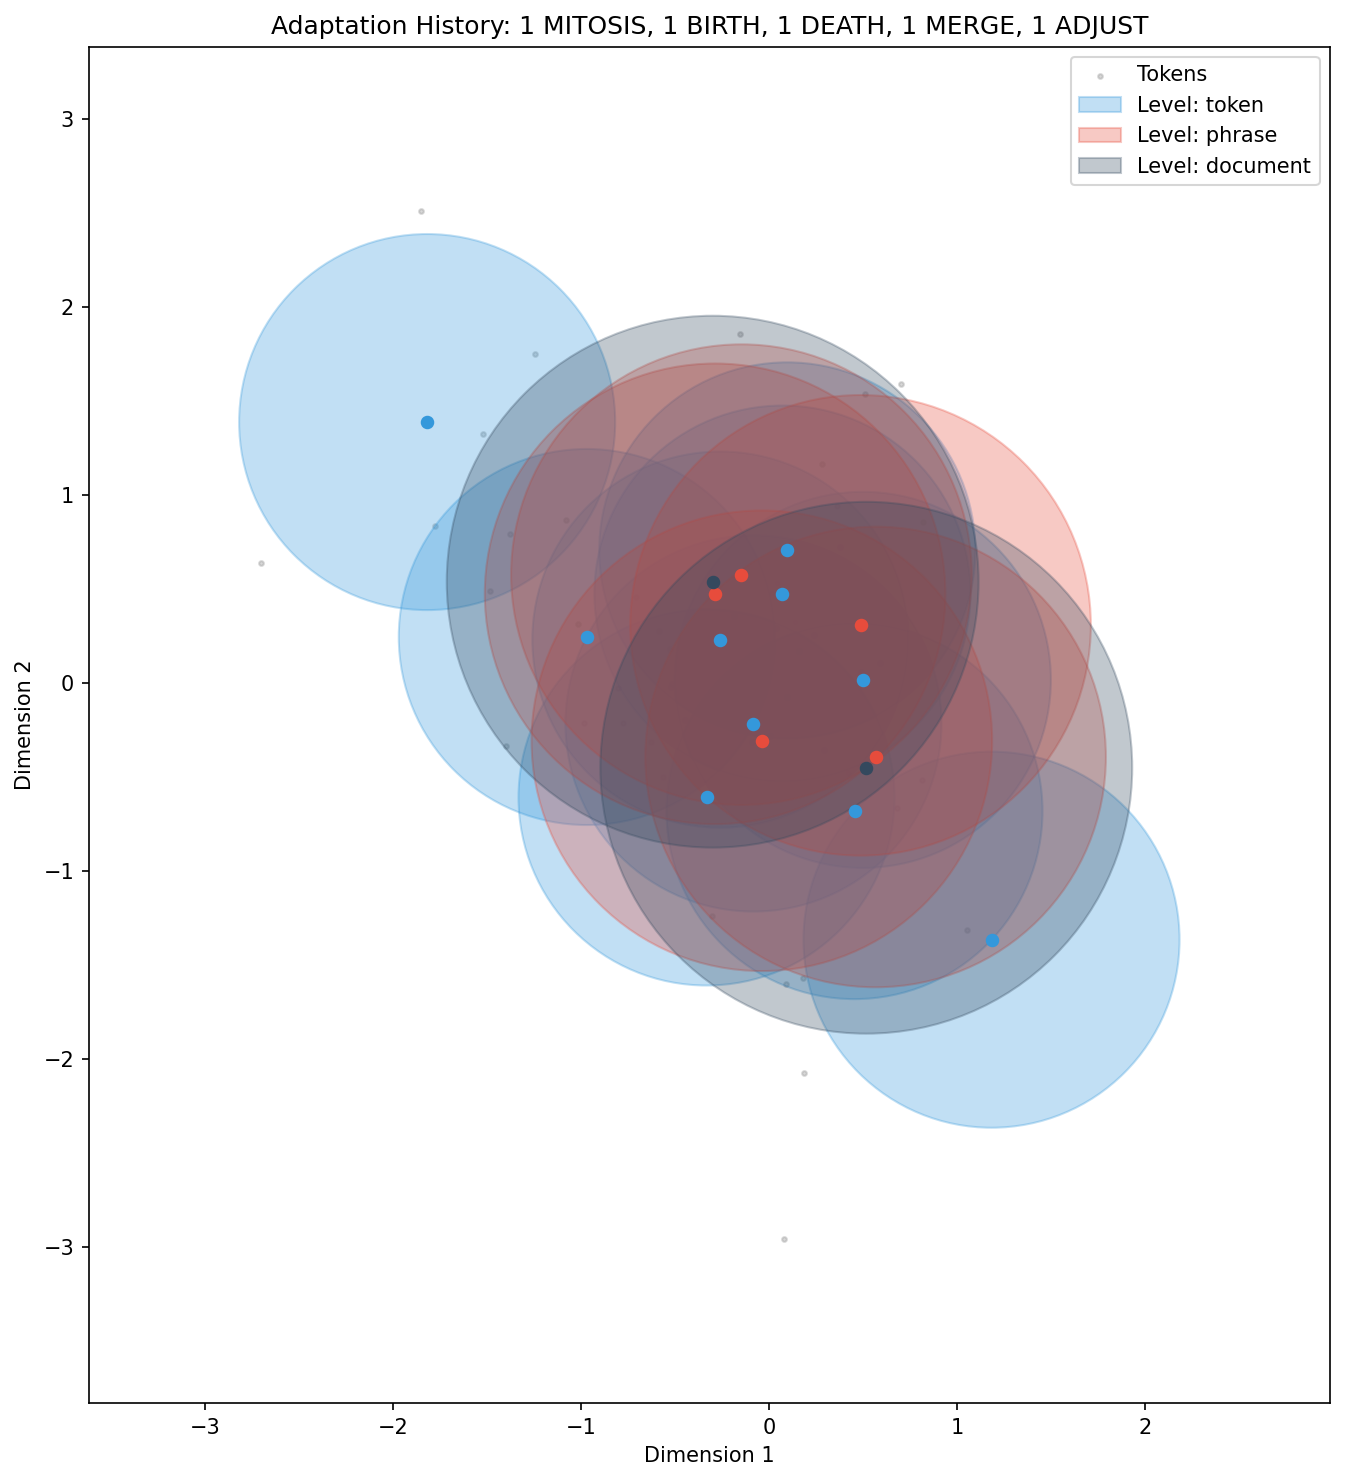 Adaptation History: 1 MITOSIS, 1 BIRTH, 1 DEATH, 1 MERGE, 1 ADJUST
Tokens
Level: token
Level: phrase
Level: document
3
2
1
0
−1
−2
−3
Dimension 2
−3
−2
−1
0
1
2
Dimension 1